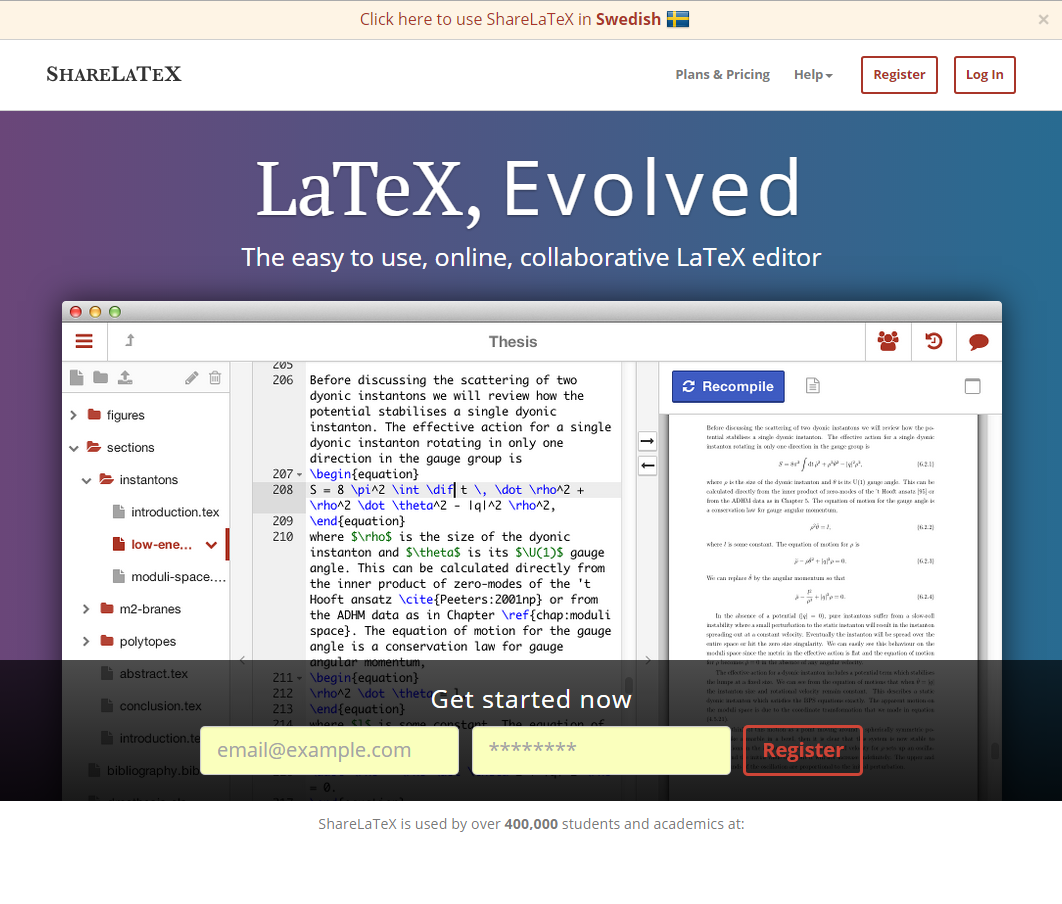 Click here to use ShareLaTeX in Swedish
×
ShareLaTeX
Plans & Pricing
Help
Register
Log In
LaTeX, Evolved
The easy to use, online, collaborative LaTeX editor
Thesis
figures
sections
instantons
introduction.tex
low-ene...
moduli-space....
m2-branes
polytopes
abstract.tex
conclusion.tex
introduction.te
bibliography.bib
205
206 Before discussing the scattering of two
dyonic instantons we will review how the
potential stabilises a single dyonic
instanton. The effective action for a single
dyonic instanton rotating in only one
direction in the gauge group is
207 \begin{equation}
208 S = 8 \pi^2 \int \dif t \, \dot \rho^2 +
\rho^2 \dot \theta^2 - |q|^2 \rho^2,
209 \end{equation}
210 where $\rho$ is the size of the dyonic
instanton and $\theta$ is its $\U(1)$ gauge
angle. This can be calculated directly from
the inner product of zero-modes of the 't
Hooft ansatz \cite{Peeters:2001np} or from
the ADHM data as in Chapter \ref{chap:moduli
space}. The equation of motion for the gauge
angle is a conservation law for gauge
angular momentum,
211 \begin{equation}
212 \rho^2 \dot \theta
213 \end{equation}
214 where $l$ is some constant. The equation of
= 0.
Recompile
Before discussing the scattering of two dyonic instantons we will review how the po-
tential stabilises a single dyonic instanton. The effective action for a single dyonic
instanton rotating in only one direction in the gauge group is
[6.2.1]
where ρ is the size of the dyonic instanton and θ is its U(1) gauge angle. This can be
calculated directly from the inner product of zero-modes of the 't Hooft ansatz [95] or
from the ADHM data as in Chapter 5. The equation of motion for the gauge angle is
a conservation law for gauge angular momentum,
[6.2.2]
where l is some constant. The equation of motion for ρ is
[6.2.3]
We can replace θ by the angular momentum so that
[6.2.4]
In the absence of a potential (|q| = 0), pure instantons suffer from a slow-roll
instability where a small perturbation to the static instanton will result in the instanton
spreading out at a constant velocity. Eventually the instanton will be spread over the
entire space or hit the zero size singularity. We can easily see this behaviour on the
moduli space since the metric in the effective action is flat and the equation of motion
Get started now
email@example.com
********
Register
ShareLaTeX is used by over 400,000 students and academics at: